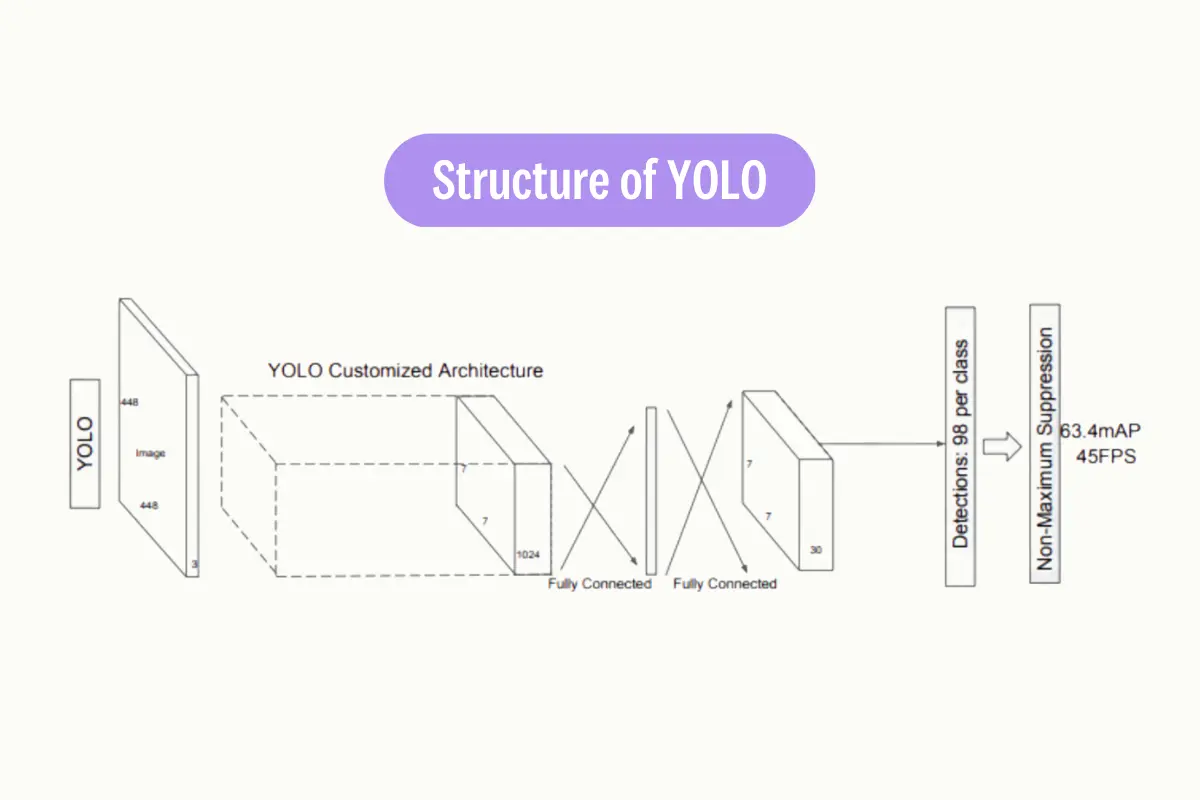 Structure of YOLO
YOLO
448
Image
448
3
YOLO Customized Architecture
7
7
1024
Fully Connected
Fully Connected
7
7
30
Detections: 98 per class
Non-Maximum Suppression
63.4mAP
45FPS